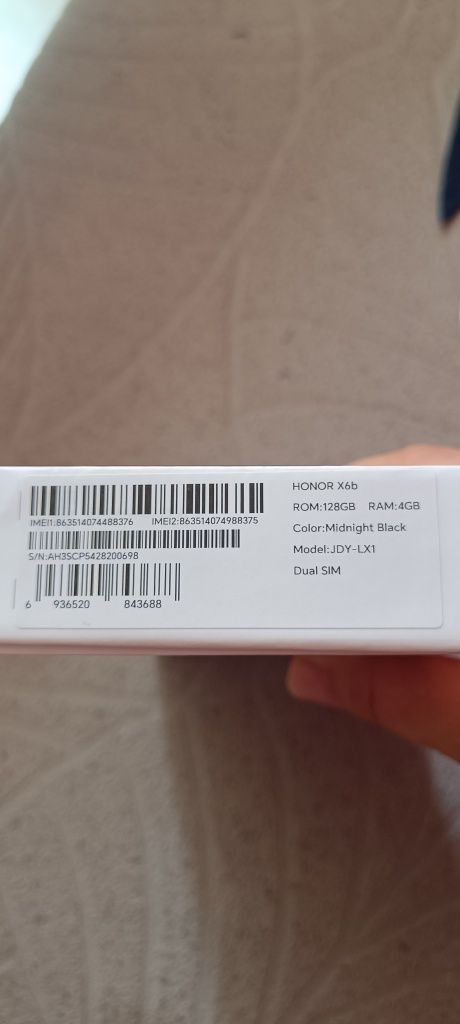 IMEI1:863514074488376 IMEI2:863514074988375
S/N:AH3SCP5428200698
6 936520 843688
HONOR X6b
ROM:128GB RAM:4GB
Color:Midnight Black
Model:JDY-LX1
Dual SIM